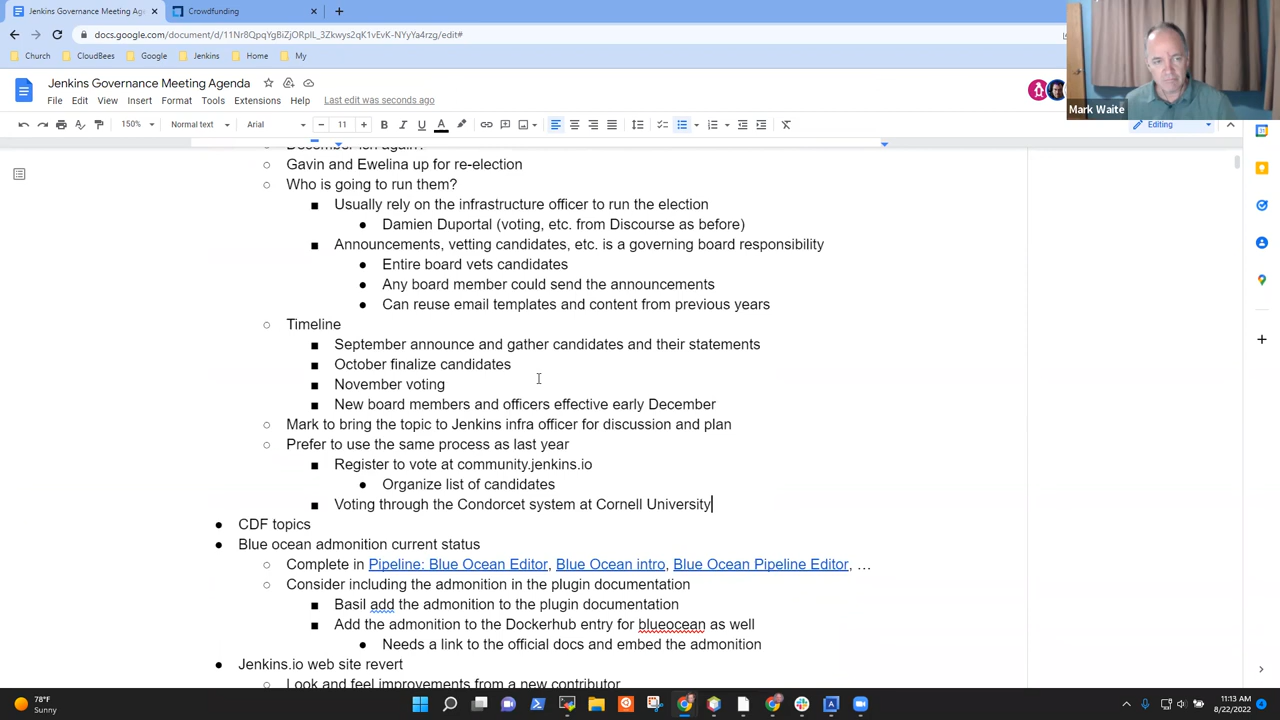 Jenkins Governance Meeting Agenda
Crowdfunding
docs.google.com/document/d/11Nr8QpqYgBiZjORpIL_3Zkwys2qK1vEvK-NYyYa4rzg/edit#
Church
CloudBees
Google
Jenkins
Home
My
Jenkins Governance Meeting Agenda
File Edit View Insert Format Tools Extensions Help Last edit was seconds ago
Mark Waite
150% Normal text Arial 11 Editing
Gavin and Ewelina up for re-election
Who is going to run them?
Usually rely on the infrastructure officer to run the election
Damien Duportal (voting, etc. from Discourse as before)
Announcements, vetting candidates, etc. is a governing board responsibility
Entire board vets candidates
Any board member could send the announcements
Can reuse email templates and content from previous years
Timeline
September announce and gather candidates and their statements
October finalize candidates
November voting
New board members and officers effective early December
Mark to bring the topic to Jenkins infra officer for discussion and plan
Prefer to use the same process as last year
Register to vote at community.jenkins.io
Organize list of candidates
Voting through the Condorcet system at Cornell University
CDF topics
Blue ocean admonition current status
Complete in Pipeline: Blue Ocean Editor, Blue Ocean intro, Blue Ocean Pipeline Editor, …
Consider including the admonition in the plugin documentation
Basil add the admonition to the plugin documentation
Add the admonition to the Dockerhub entry for blueocean as well
Needs a link to the official docs and embed the admonition
Jenkins.io web site revert
Look and feel improvements from a new contributor
78°F
Sunny
11:13 AM
8/22/2022